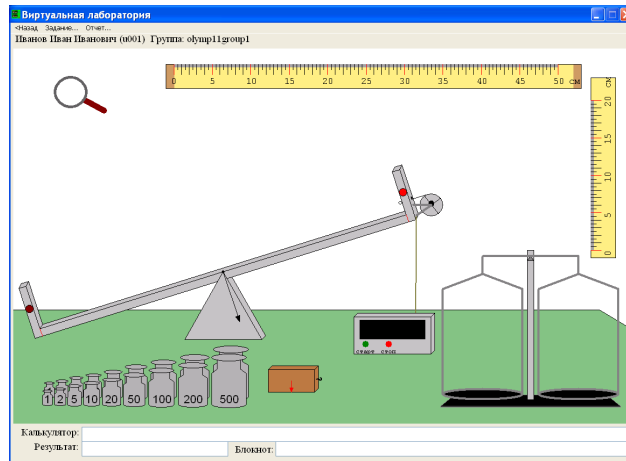 Виртуальная лаборатория
<Назад Задание... Отчет...
Иванов Иван Иванович (u001) Группа: olymp11group1
0 5 10 15 20 25 30 35 40 45 50 см
см 20 15 10 5 0
старт стоп
1 2 5 10 20 50 100 200 500
Калькулятор:
Результат: Блокнот: